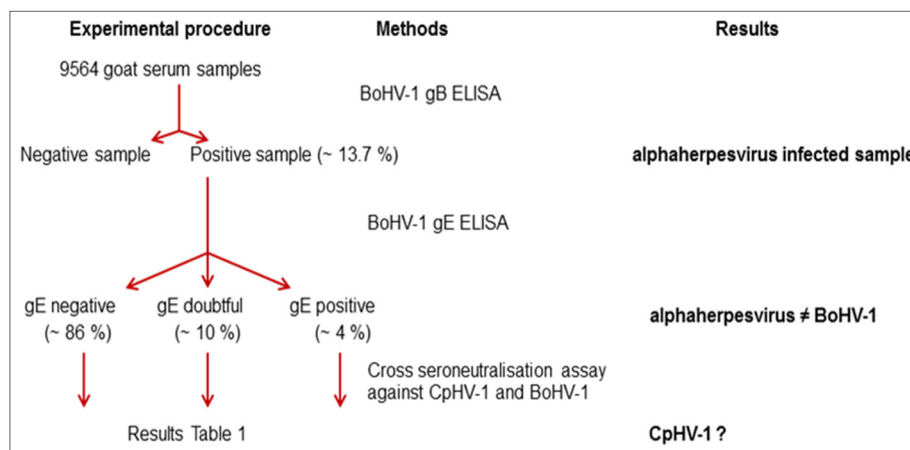 Experimental procedure Methods Results
9564 goat serum samples
BoHV-1 gB ELISA
Negative sample Positive sample (~ 13.7 %) alphaherpesvirus infected sample
BoHV-1 gE ELISA
gE negative gE doubtful gE positive
(~ 86 %) (~ 10 %) (~ 4 %)
alphaherpesvirus ≠ BoHV-1
Cross seroneutralisation assay
against CpHV-1 and BoHV-1
Results Table 1 CpHV-1 ?